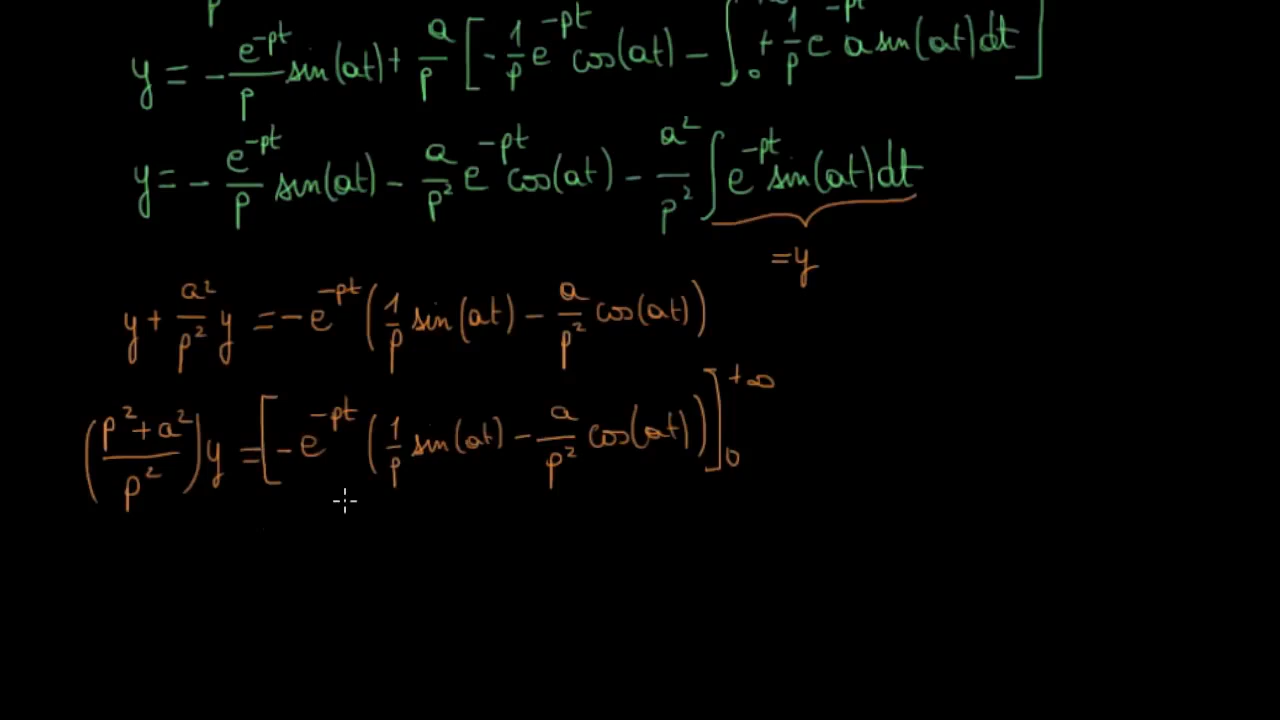 p
y = - e^-pt/p sin(at) + a/p [ - 1/p e^-pt cos(at) - ∫₀ + 1/p e^-pt a sin(at)dt ]
y = - e^-pt/p sin(at) - a/p² e^-pt cos(at) - a²/p² ∫ e^-pt sin(at)dt
= y
y + a²/p² y = - e^-pt ( 1/p sin(at) - a/p² cos(at) )
( p² + a² / p² ) y = [ - e^-pt ( 1/p sin(at) - a/p² cos(at) ) ]₀^+∞